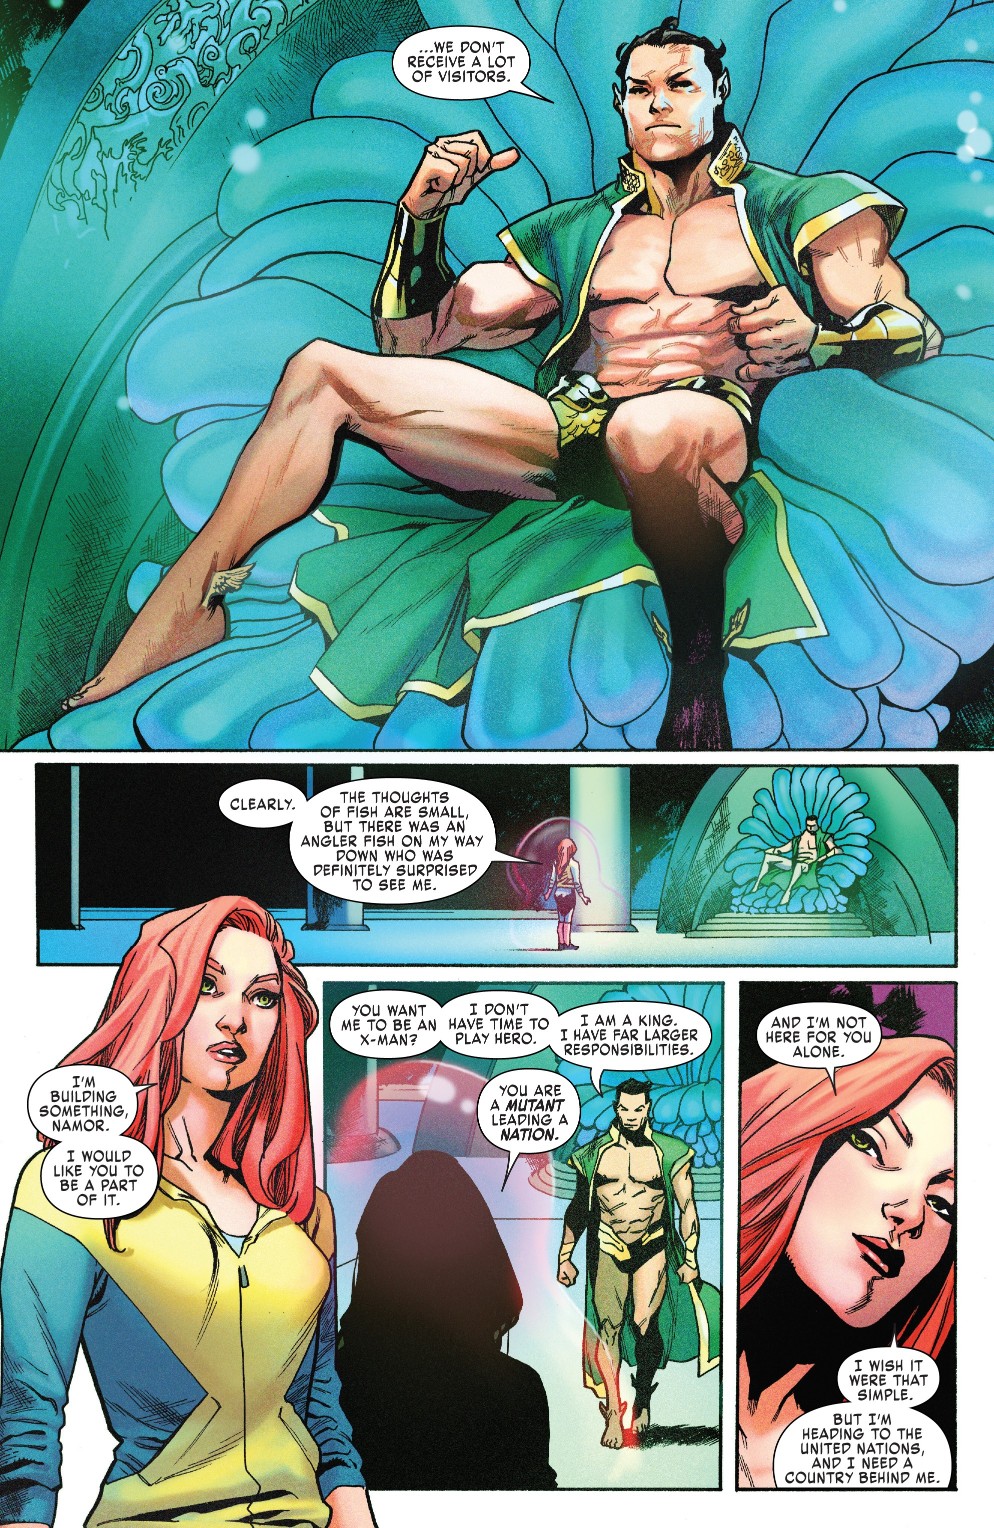 ...WE DON'T
RECEIVE A LOT
OF VISITORS.
CLEARLY.
THE THOUGHTS
OF FISH ARE SMALL,
BUT THERE WAS AN
ANGLER FISH ON MY WAY
DOWN WHO WAS
DEFINITELY SURPRISED
TO SEE ME.
I'M
BUILDING
SOMETHING,
NAMOR.
I WOULD
LIKE YOU TO
BE A PART
OF IT.
YOU WANT
ME TO BE AN
X-MAN?
I DON'T
HAVE TIME TO
PLAY HERO.
I AM A KING.
I HAVE FAR LARGER
RESPONSIBILITIES.
YOU ARE
A MUTANT
LEADING A
NATION.
AND I'M NOT
HERE FOR YOU
ALONE.
I WISH IT
WERE THAT
SIMPLE.
BUT I'M
HEADING TO THE
UNITED NATIONS,
AND I NEED A
COUNTRY BEHIND ME.